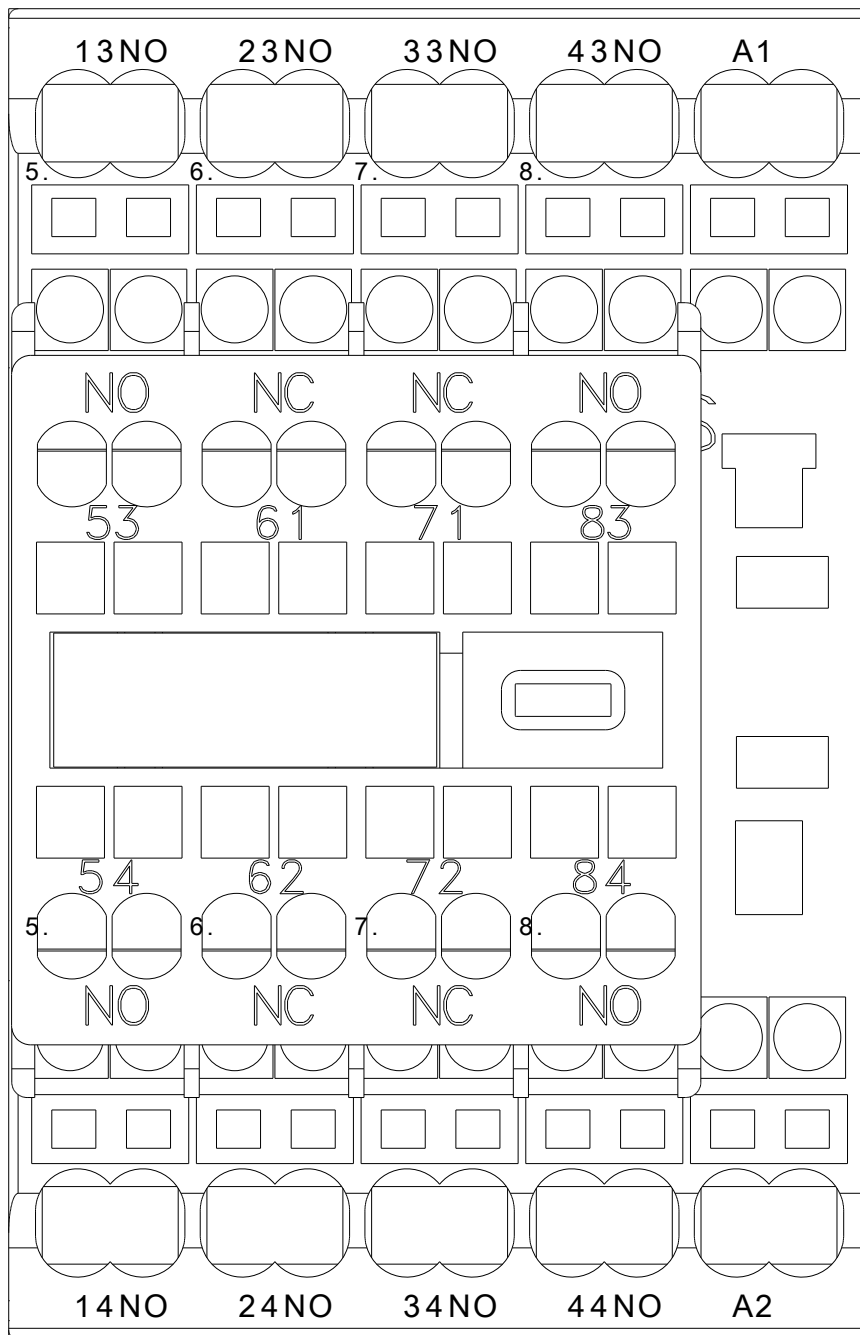 13NO 23NO 33NO 43NO A1
5. 6. 7. 8.
NO NC NC NO
53 61 71 83
54 62 72 84
5. 6. 7. 8.
NO NC NC NO
14NO 24NO 34NO 44NO A2